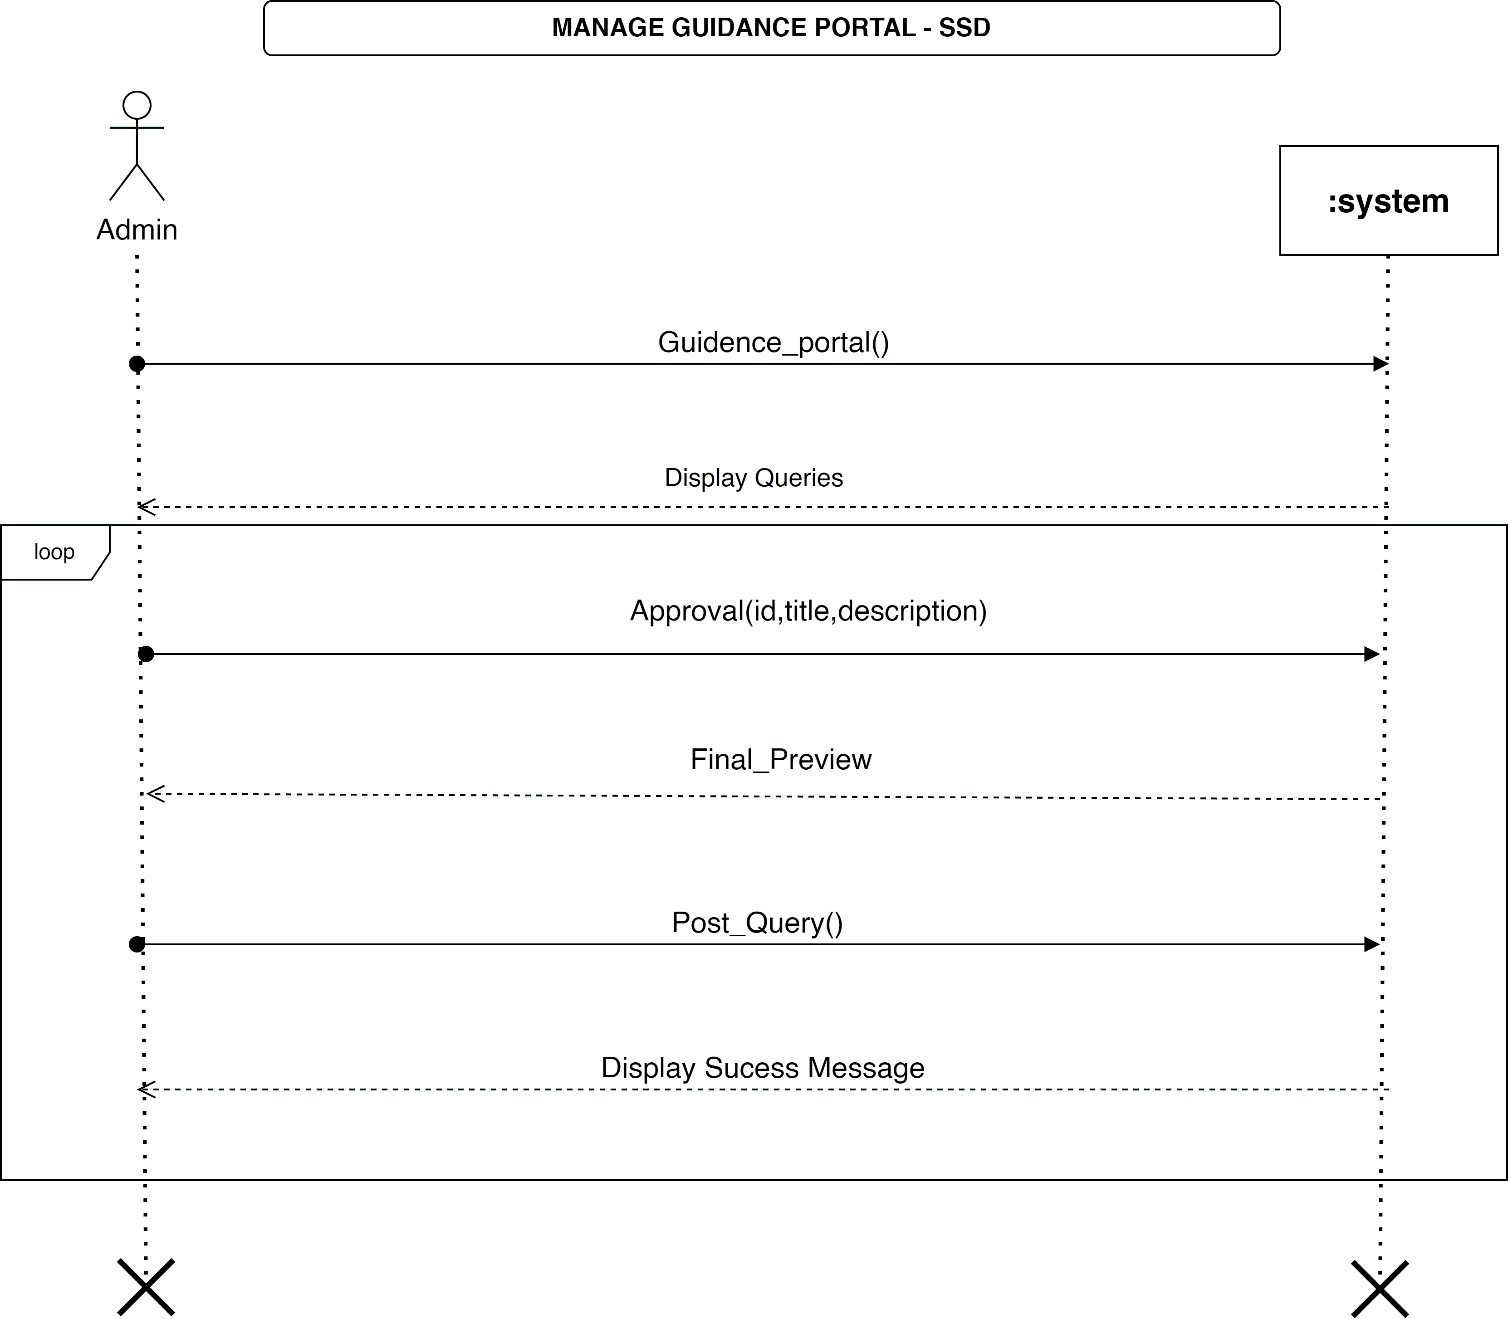 MANAGE GUIDANCE PORTAL - SSD
Admin
:system
Guidence_portal()
Display Queries
loop
Approval(id,title,description)
Final_Preview
Post_Query()
Display Sucess Message